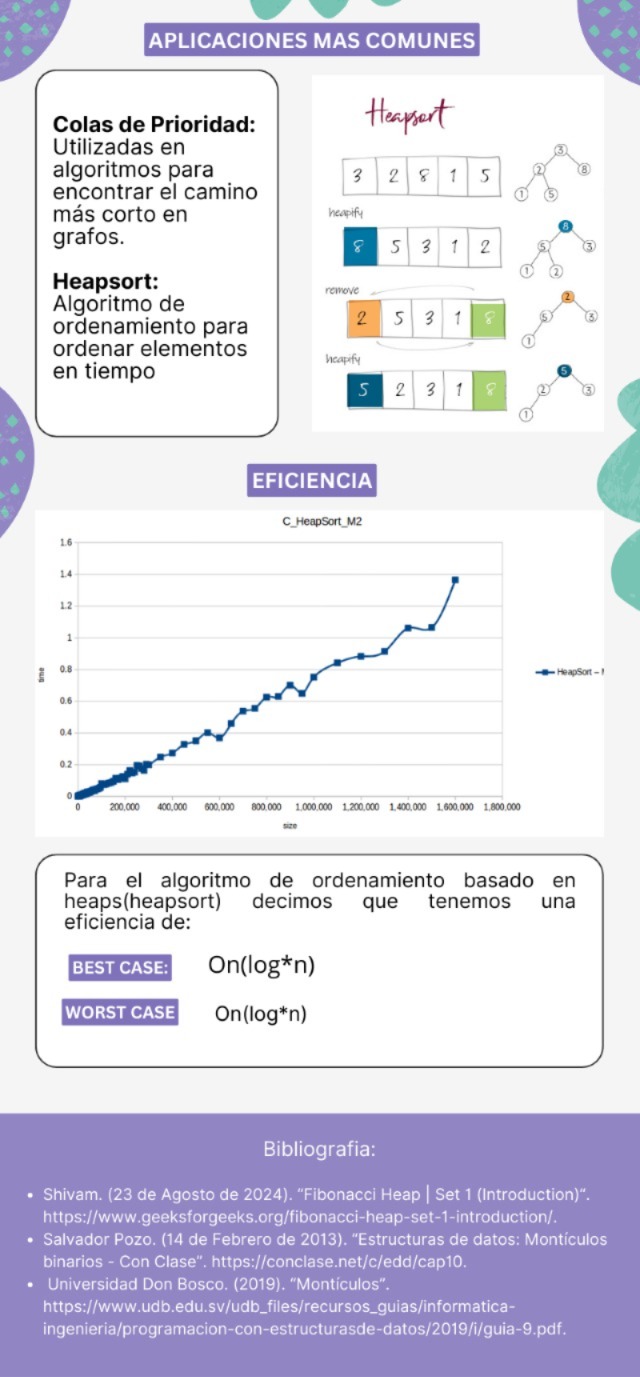 APLICACIONES MAS COMUNES
Colas de Prioridad:
Utilizadas en
algoritmos para
encontrar el camino
más corto en
grafos.
Heapsort:
Algoritmo de
ordenamiento para
ordenar elementos
en tiempo
Heapsort
3 2 8 1 5
3
2 8
1 5
heapify
8 5 3 1 2
8
5 3
1 2
remove
2 5 3 1 8
2
5 3
1
heapify
5 2 3 1 8
5
2 3
1
EFICIENCIA
C_HeapSort_M2
1.6
1.4
1.2
1
0.8
0.6
0.4
0.2
0
time
0 200,000 400,000 600,000 800,000 1,000,000 1,200,000 1,400,000 1,600,000 1,800,000
size
HeapSort –
Para el algoritmo de ordenamiento basado en
heaps(heapsort) decimos que tenemos una
eficiencia de:
BEST CASE: On(log*n)
WORST CASE On(log*n)
Bibliografia:
• Shivam. (23 de Agosto de 2024). "Fibonacci Heap | Set 1 (Introduction)".
https://www.geeksforgeeks.org/fibonacci-heap-set-1-introduction/.
• Salvador Pozo. (14 de Febrero de 2013). "Estructuras de datos: Montículos
binarios - Con Clase". https://conclase.net/c/edd/cap10.
• Universidad Don Bosco. (2019). "Montículos".
https://www.udb.edu.sv/udb_files/recursos_guias/informatica-
ingenieria/programacion-con-estructurasde-datos/2019/i/guia-9.pdf.